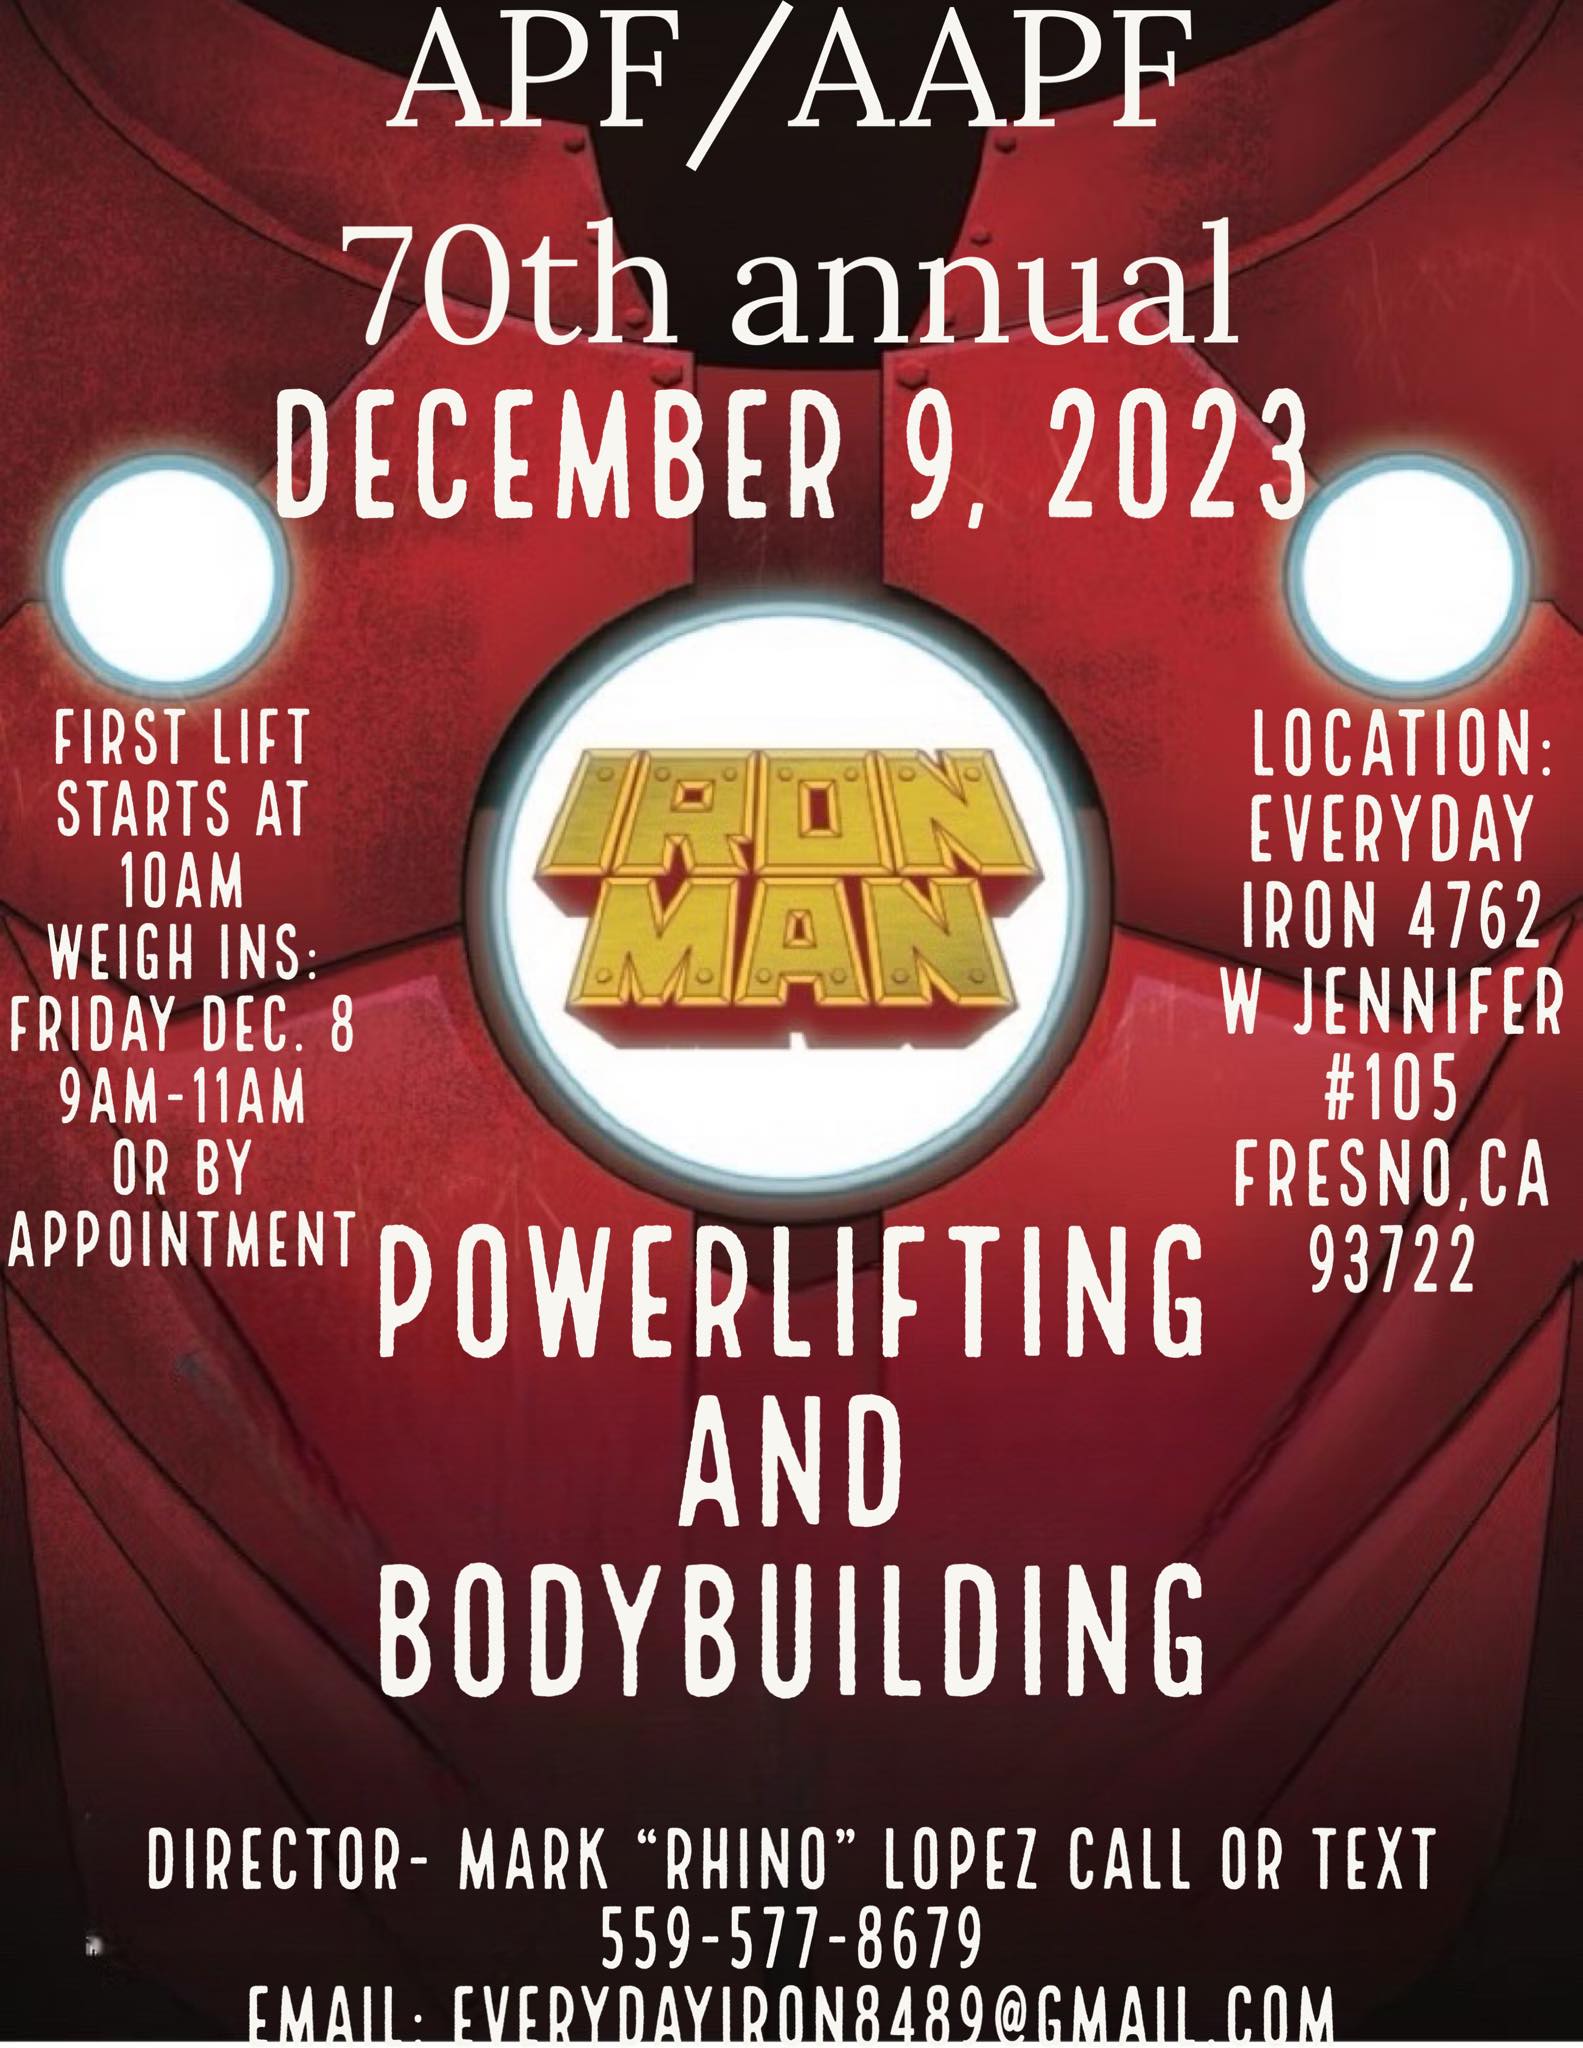 APF/AAPF
70th annual
DECEMBER 9, 2023
FIRST LIFT
STARTS AT
10AM
WEIGH INS:
FRIDAY DEC. 8
9AM-11AM
OR BY
APPOINTMENT
IRON
MAN
LOCATION:
EVERYDAY
IRON 4762
W JENNIFER
#105
FRESNO,CA
93722
POWERLIFTING
AND
BODYBUILDING
DIRECTOR- MARK “RHINO” LOPEZ CALL OR TEXT
559-577-8679
EMAIL: EVERYDAYIRON8489@GMAIL.COM